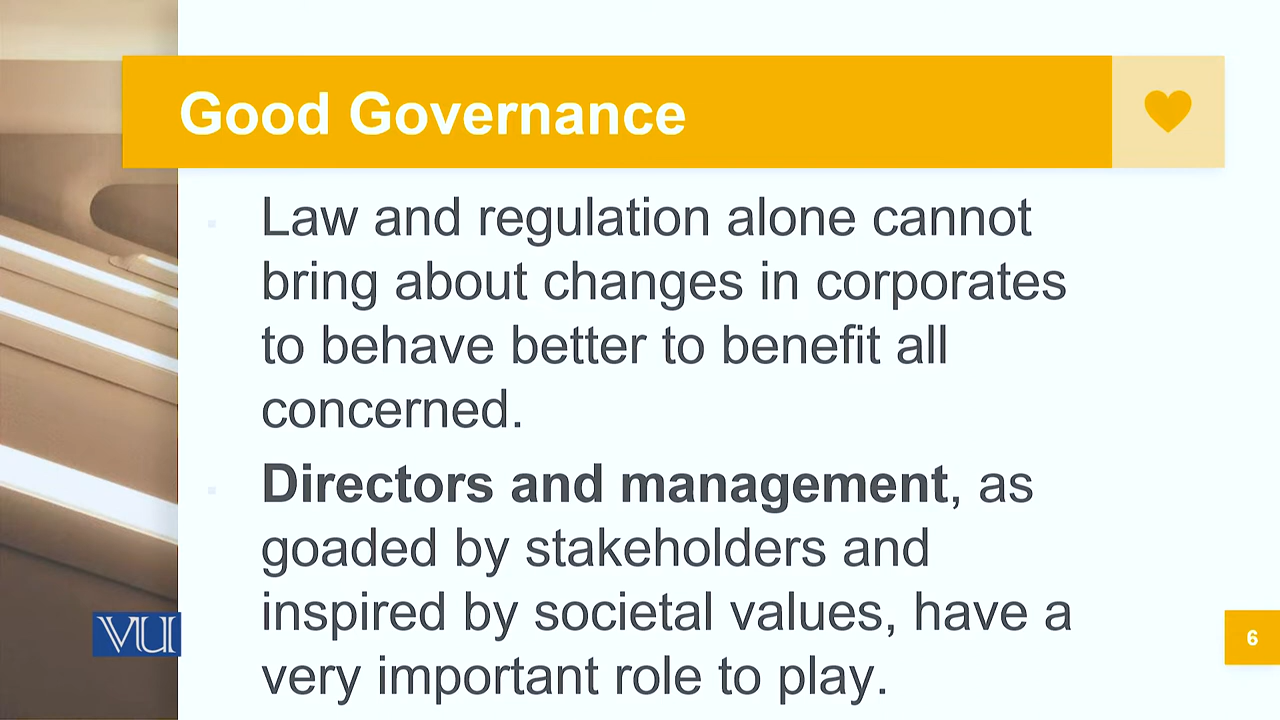 Good Governance
Law and regulation alone cannot
bring about changes in corporates
to behave better to benefit all
concerned.
Directors and management, as
goaded by stakeholders and
inspired by societal values, have a
very important role to play.
VU
6